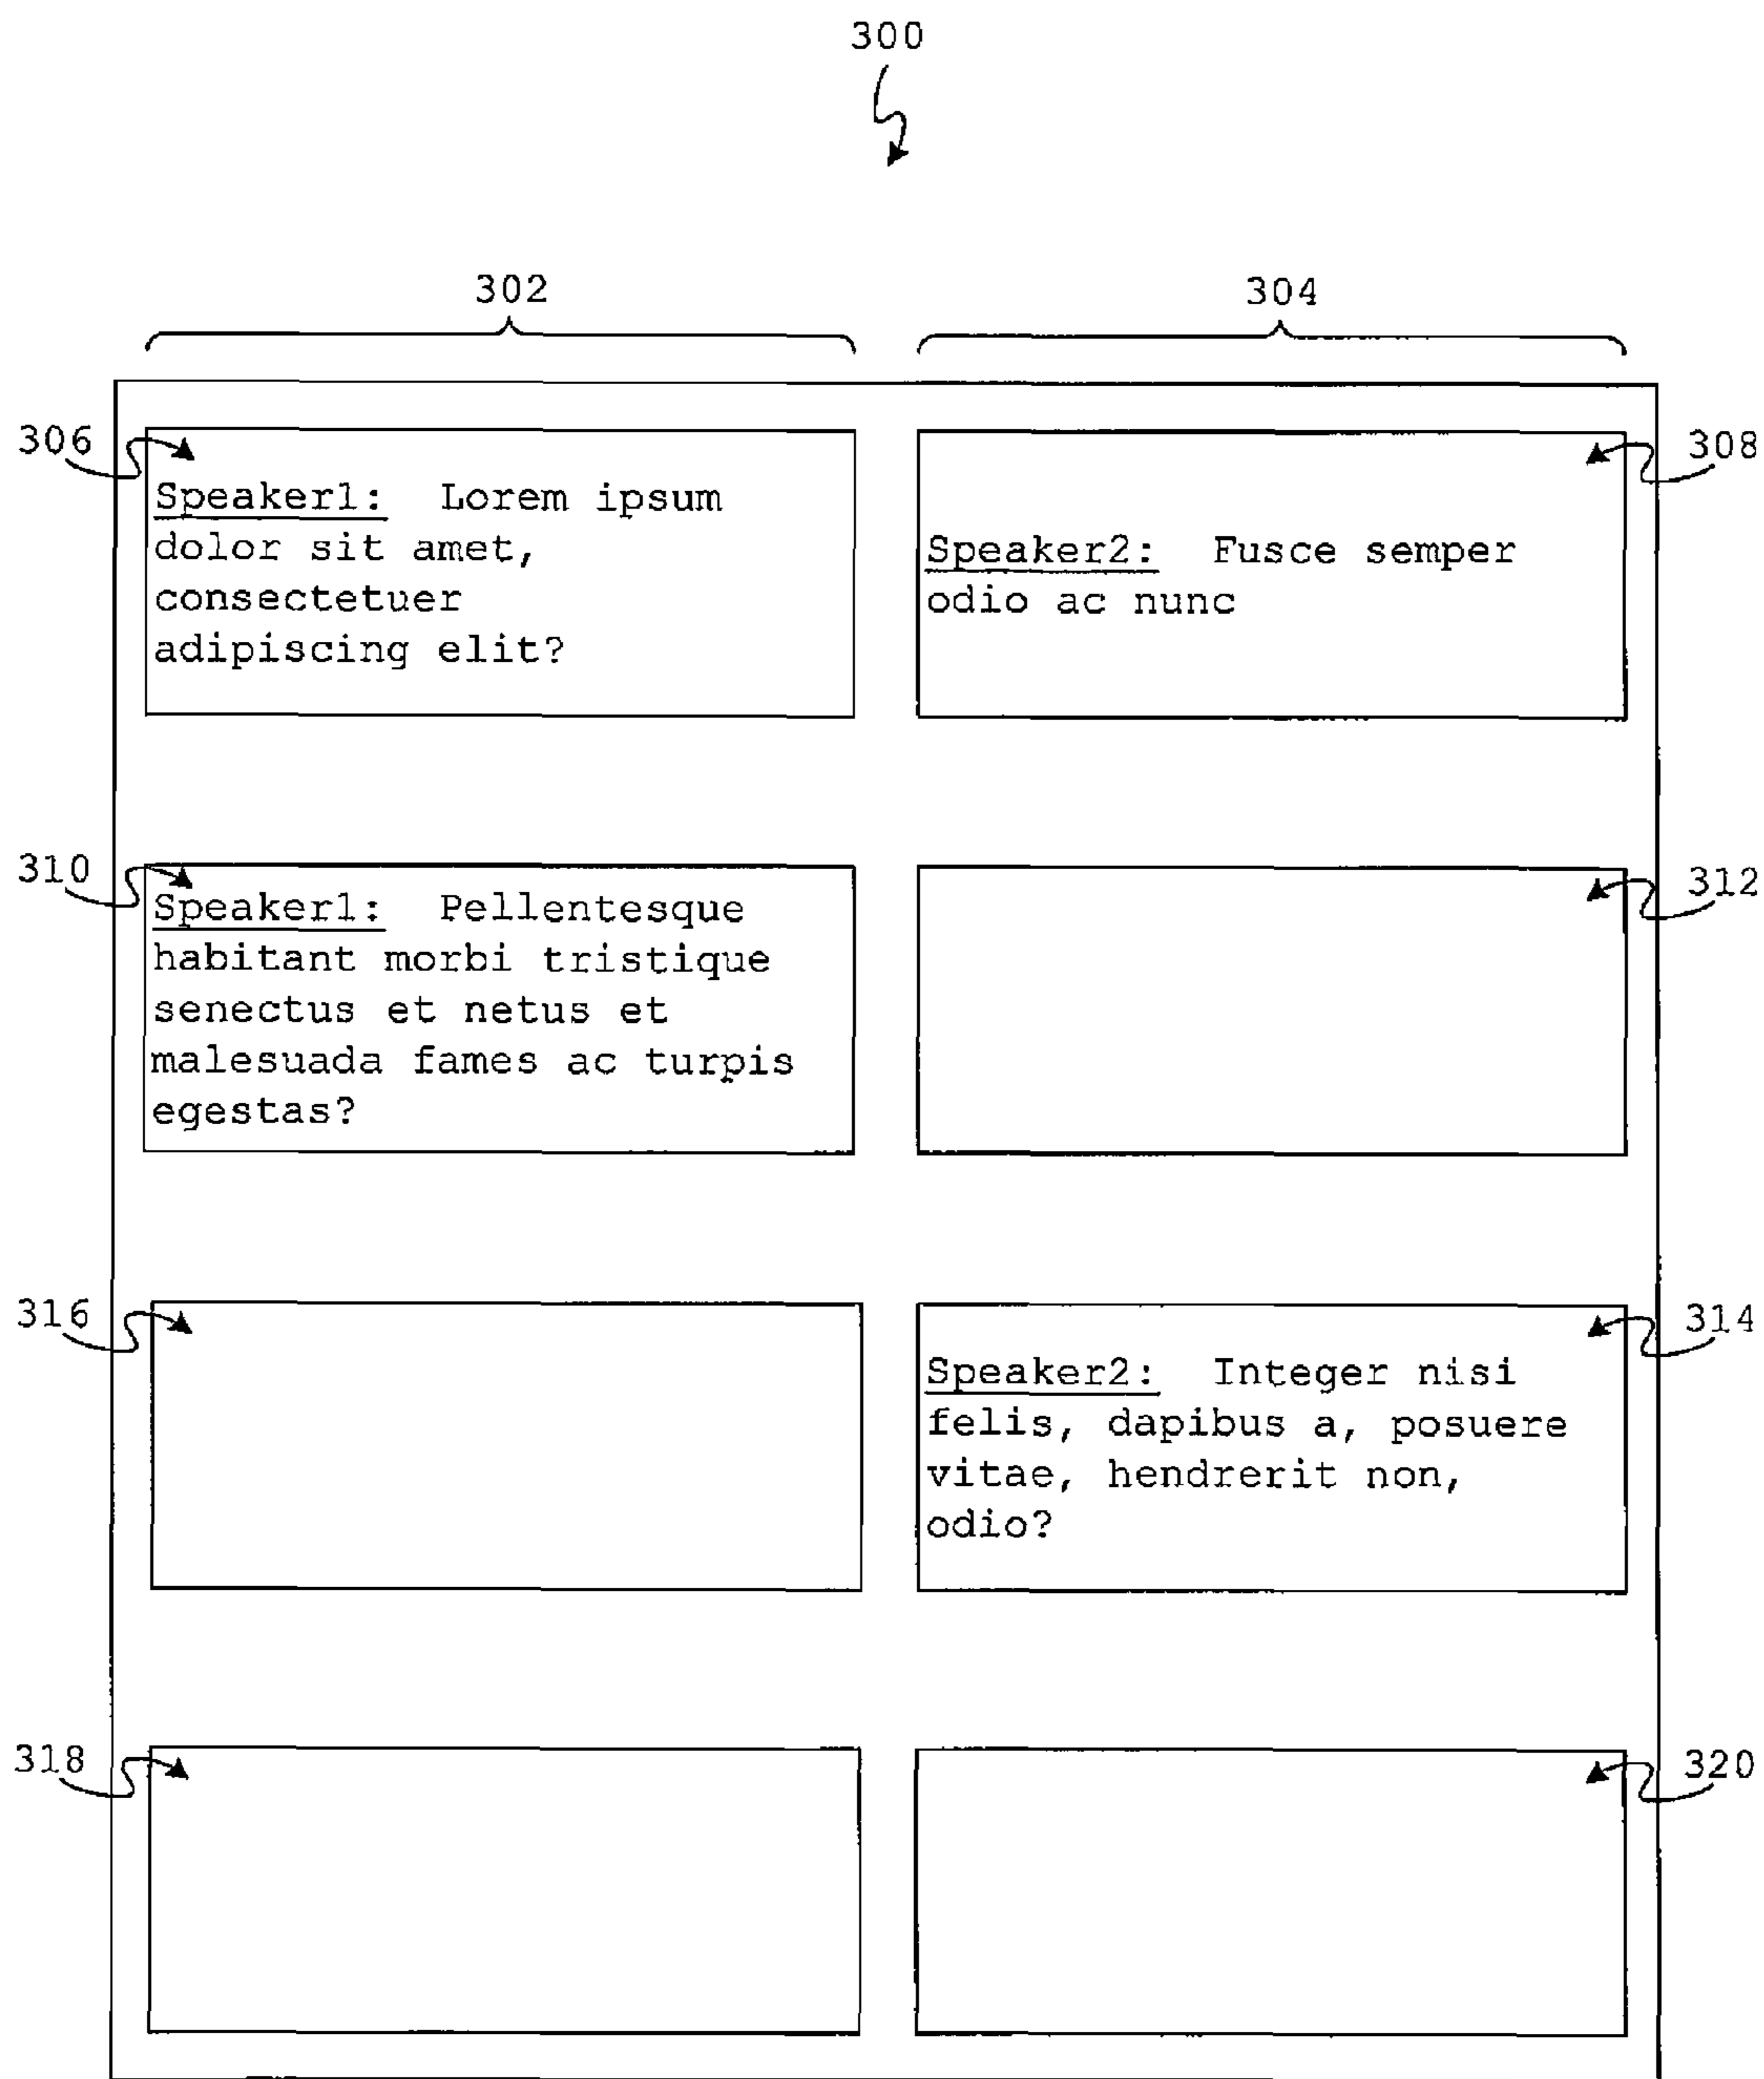 300
302
304
306
Speaker1: Lorem ipsum
dolor sit amet,
consectetuer
adipiscing elit?
308
Speaker2: Fusce semper
odio ac nunc
310
Speaker1: Pellentesque
habitant morbi tristique
senectus et netus et
malesuada fames ac turpis
egestas?
312
316
314
Speaker2: Integer nisi
felis, dapibus a, posuere
vitae, hendrerit non,
odio?
318
320